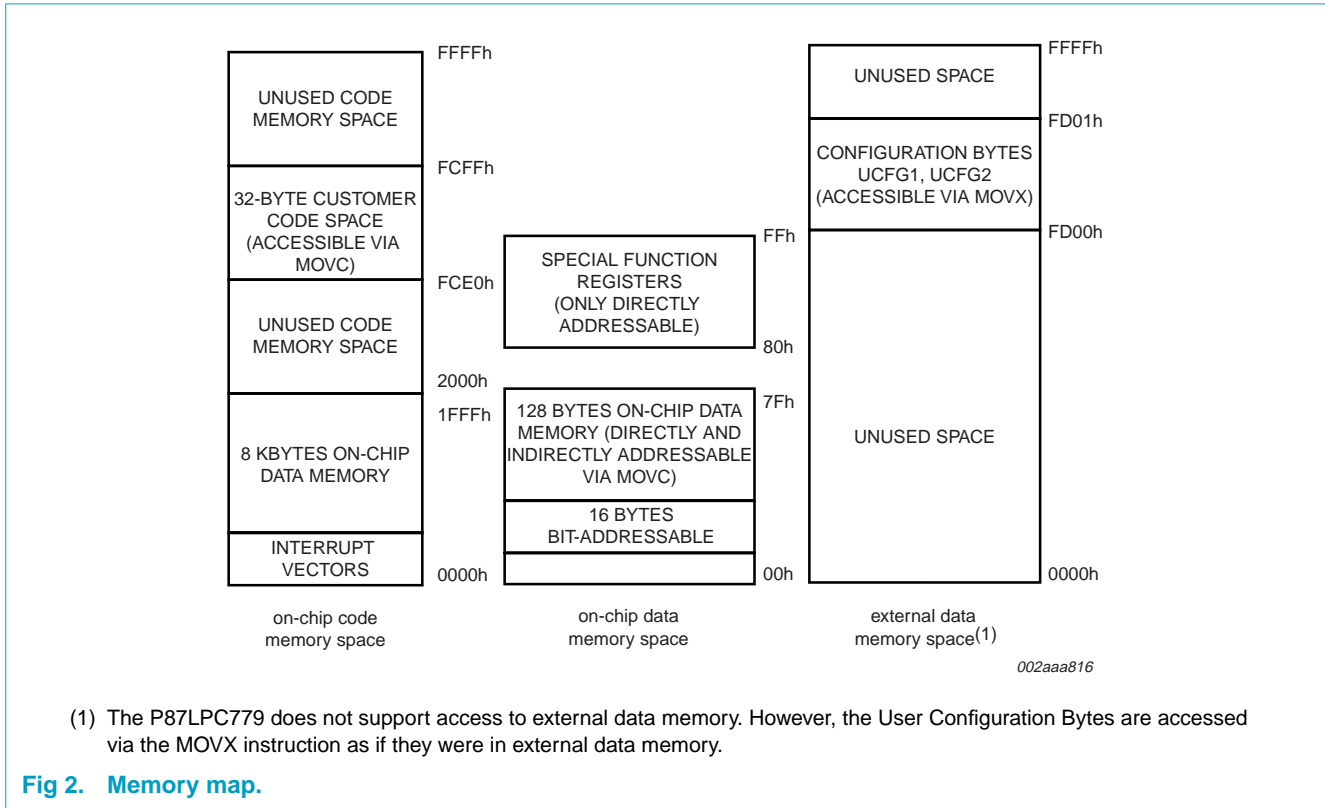 FFFFh
UNUSED CODE
MEMORY SPACE
FCFFh
32-BYTE CUSTOMER
CODE SPACE
(ACCESSIBLE VIA
MOVC)
FCE0h
UNUSED CODE
MEMORY SPACE
2000h
1FFFh
8 KBYTES ON-CHIP
DATA MEMORY
INTERRUPT
VECTORS
0000h
on-chip code
memory space
FFh
SPECIAL FUNCTION
REGISTERS
(ONLY DIRECTLY
ADDRESSABLE)
80h
7Fh
128 BYTES ON-CHIP DATA
MEMORY (DIRECTLY AND
INDIRECTLY ADDRESSABLE
VIA MOVC)
16 BYTES
BIT-ADDRESSABLE
00h
on-chip data
memory space
FFFFh
UNUSED SPACE
FD01h
CONFIGURATION BYTES
UCFG1, UCFG2
(ACCESSIBLE VIA MOVX)
FD00h
UNUSED SPACE
0000h
external data
memory space(1)
002aaa816
(1) The P87LPC779 does not support access to external data memory. However, the User Configuration Bytes are accessed
via the MOVX instruction as if they were in external data memory.
Fig 2. Memory map.